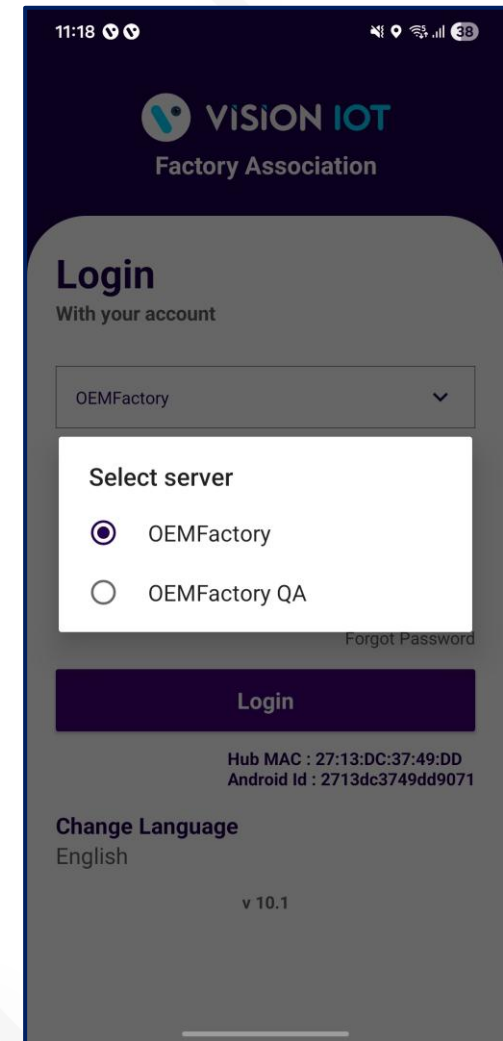 11:18
38
VISION IOT
Factory Association
Login
With your account
OEMFactory
Select server
OEMFactory
OEMFactory QA
Forgot Password
Login
Hub MAC : 27:13:DC:37:49:DD
Android Id : 2713dc3749dd9071
Change Language
English
v 10.1